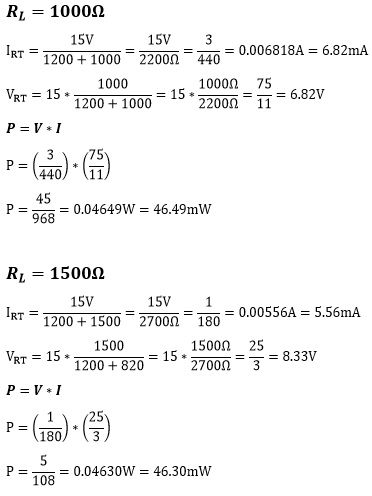 R_L = 1000Ω
I_RT = 15V / (1200 + 1000) = 15V / 2200Ω = 3 / 440 = 0.006818A = 6.82mA
V_RT = 15 * 1000 / (1200 + 1000) = 15 * 1000Ω / 2200Ω = 75 / 11 = 6.82V
P = V * I
P = (3 / 440) * (75 / 11)
P = 45 / 968 = 0.04649W = 46.49mW
R_L = 1500Ω
I_RT = 15V / (1200 + 1500) = 15V / 2700Ω = 1 / 180 = 0.00556A = 5.56mA
V_RT = 15 * 1500 / (1200 + 820) = 15 * 1500Ω / 2700Ω = 25 / 3 = 8.33V
P = V * I
P = (1 / 180) * (25 / 3)
P = 5 / 108 = 0.04630W = 46.30mW